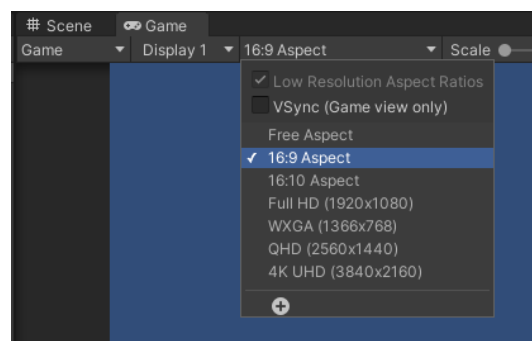 Scene Game
Game Display 1 16:9 Aspect Scale
Low Resolution Aspect Ratios
VSync (Game view only)
Free Aspect
16:9 Aspect
16:10 Aspect
Full HD (1920x1080)
WXGA (1366x768)
QHD (2560x1440)
4K UHD (3840x2160)